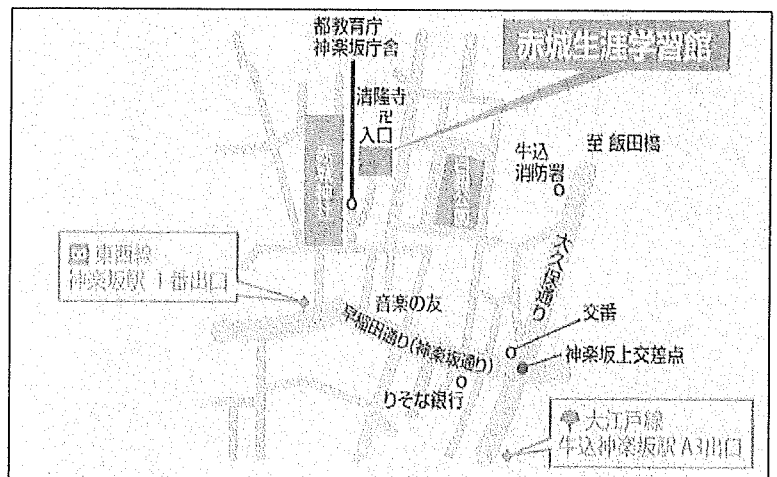 都教育庁
神楽坂庁舎
赤城生涯学習館
清隆寺
卍
入口
牛込
消防署
至 飯田橋
大久保通り
東西線
神楽坂駅 1番出口
音楽の友
早稲田通り(神楽坂通り)
交番
神楽坂上交差点
りそな銀行
大江戸線
牛込神楽坂駅 A3出口